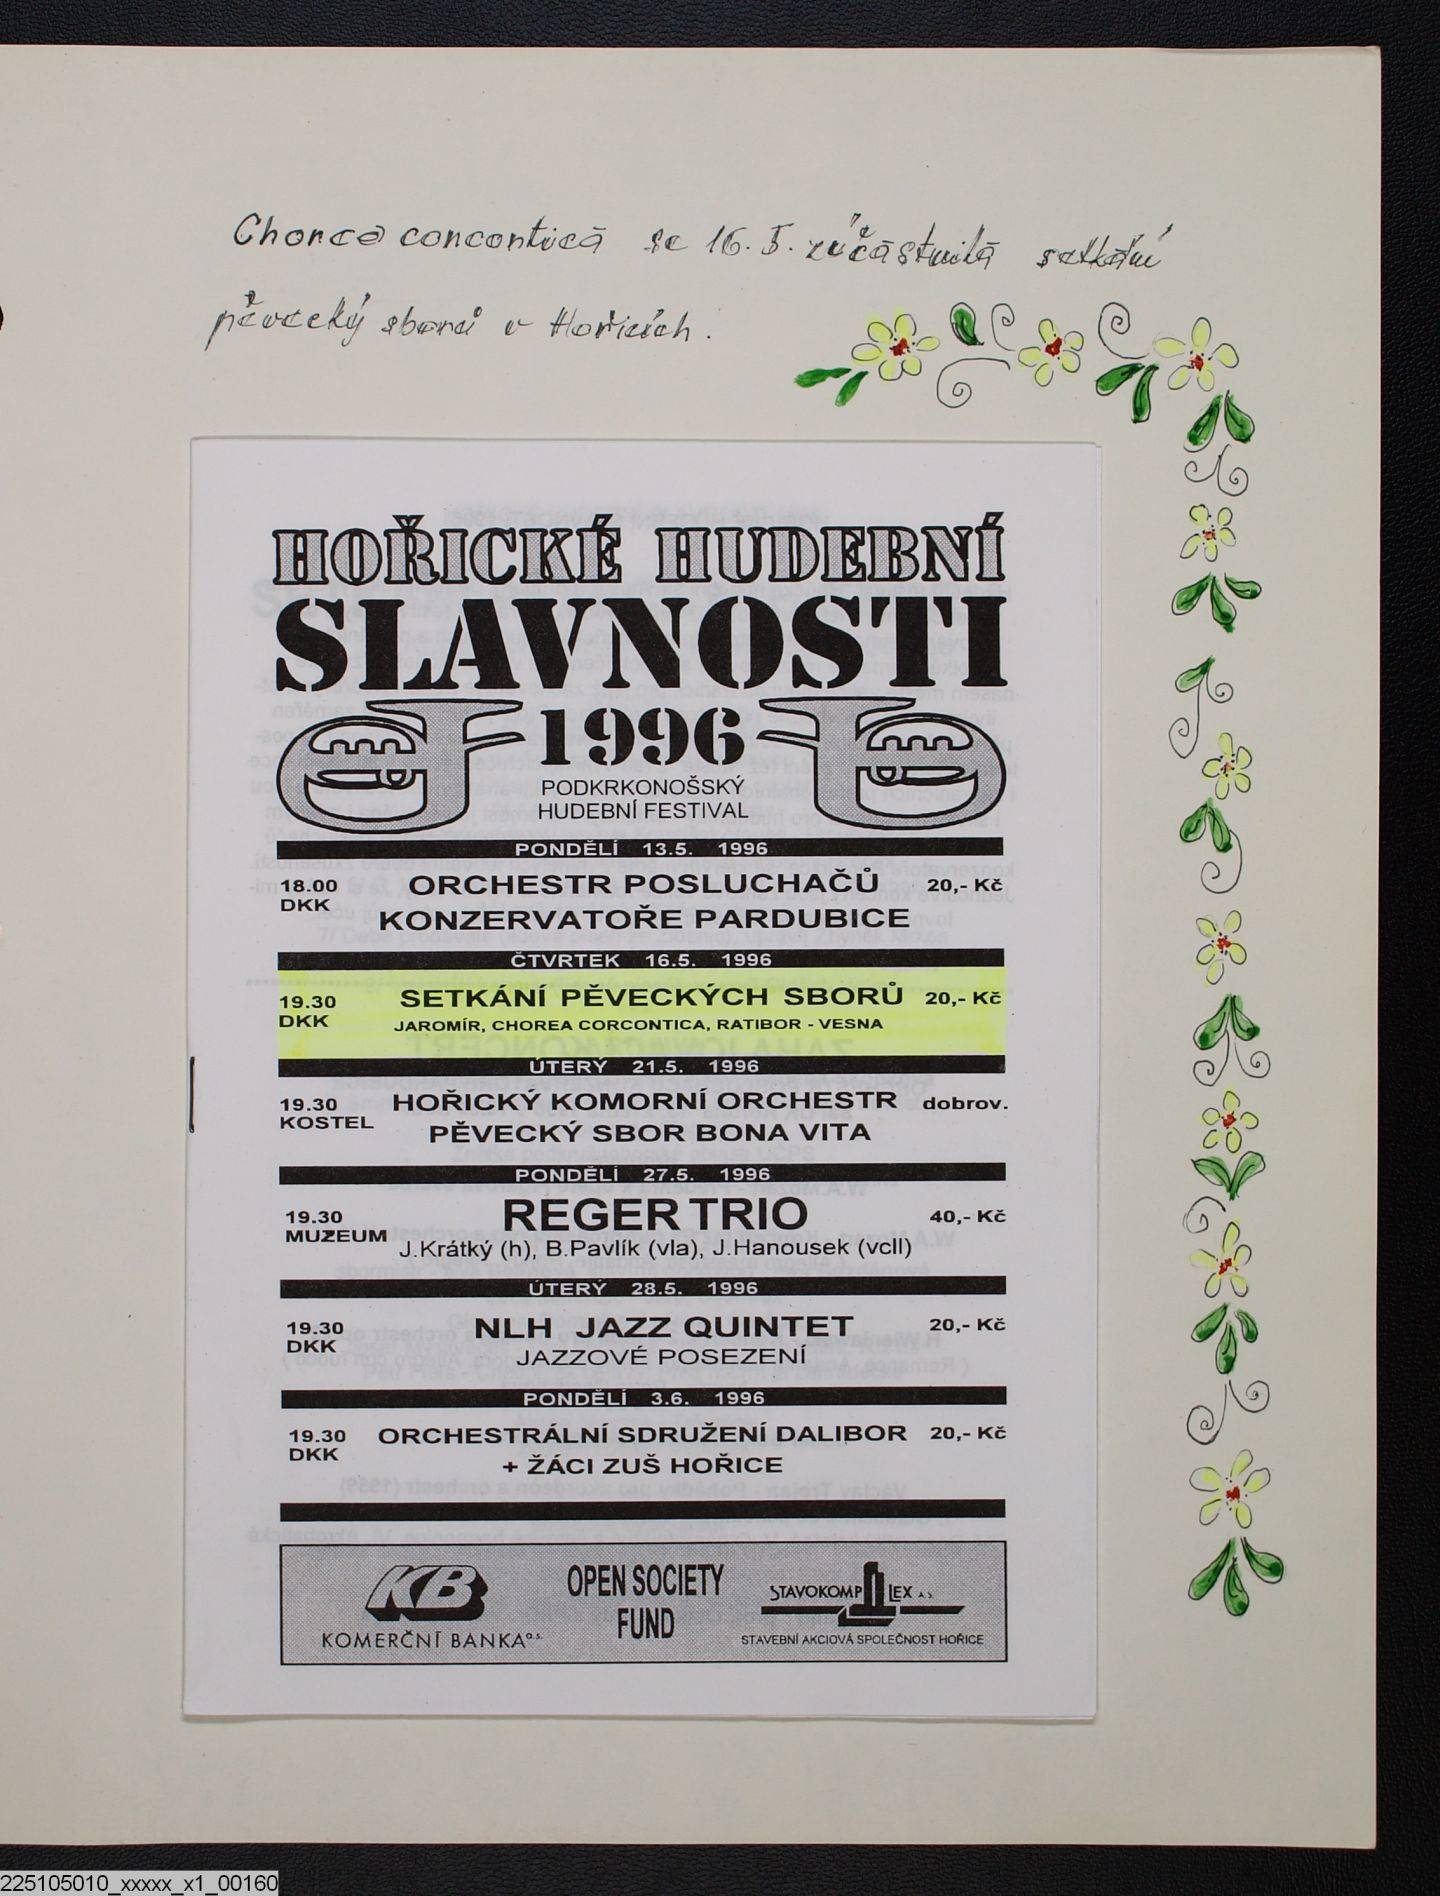 Chorea corcontica se 16. 5. zúčastnila setkání
pěvecký sborů v Hořicích.
HOŘICKÉ HUDEBNÍ
SLAVNOSTI
1996
PODKRKONOŠSKÝ
HUDEBNÍ FESTIVAL
PONDĚLÍ 13.5. 1996
18.00 ORCHESTR POSLUCHAČŮ 20,- Kč
DKK KONZERVATOŘE PARDUBICE
ČTVRTEK 16.5. 1996
19.30 SETKÁNÍ PĚVECKÝCH SBORŮ 20,- Kč
DKK JAROMÍR, CHOREA CORCONTICA, RATIBOR - VESNA
ÚTERÝ 21.5. 1996
19.30 HOŘICKÝ KOMORNÍ ORCHESTR dobrov.
KOSTEL PĚVECKÝ SBOR BONA VITA
PONDĚLÍ 27.5. 1996
19.30 REGER TRIO 40,- Kč
MUZEUM J.Krátký (h), B.Pavlík (vla), J.Hanousek (vcll)
ÚTERÝ 28.5. 1996
19.30 NLH JAZZ QUINTET 20,- Kč
DKK JAZZOVÉ POSEZENÍ
PONDĚLÍ 3.6. 1996
19.30 ORCHESTRÁLNÍ SDRUŽENÍ DALIBOR 20,- Kč
DKK + ŽÁCI ZUŠ HOŘICE
KB
KOMERČNÍ BANKA a.s.
OPEN SOCIETY
FUND
STAVOKOMPLEX A.S.
STAVEBNÍ AKCIOVÁ SPOLEČNOST HOŘICE
225105010_xxxxx_x1_00160